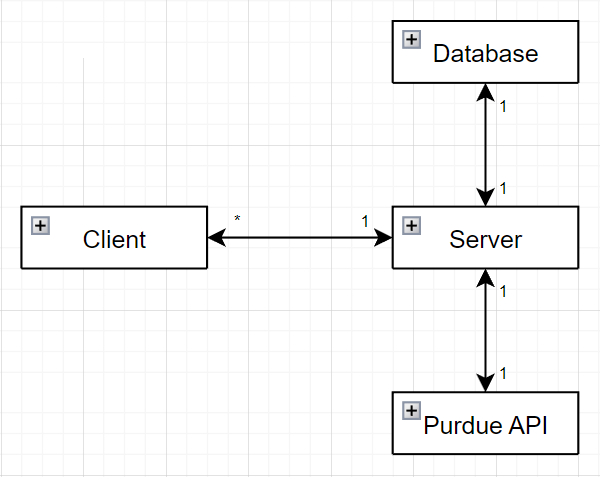 Database
1
1
* 1
Client
Server
1
1
Purdue API